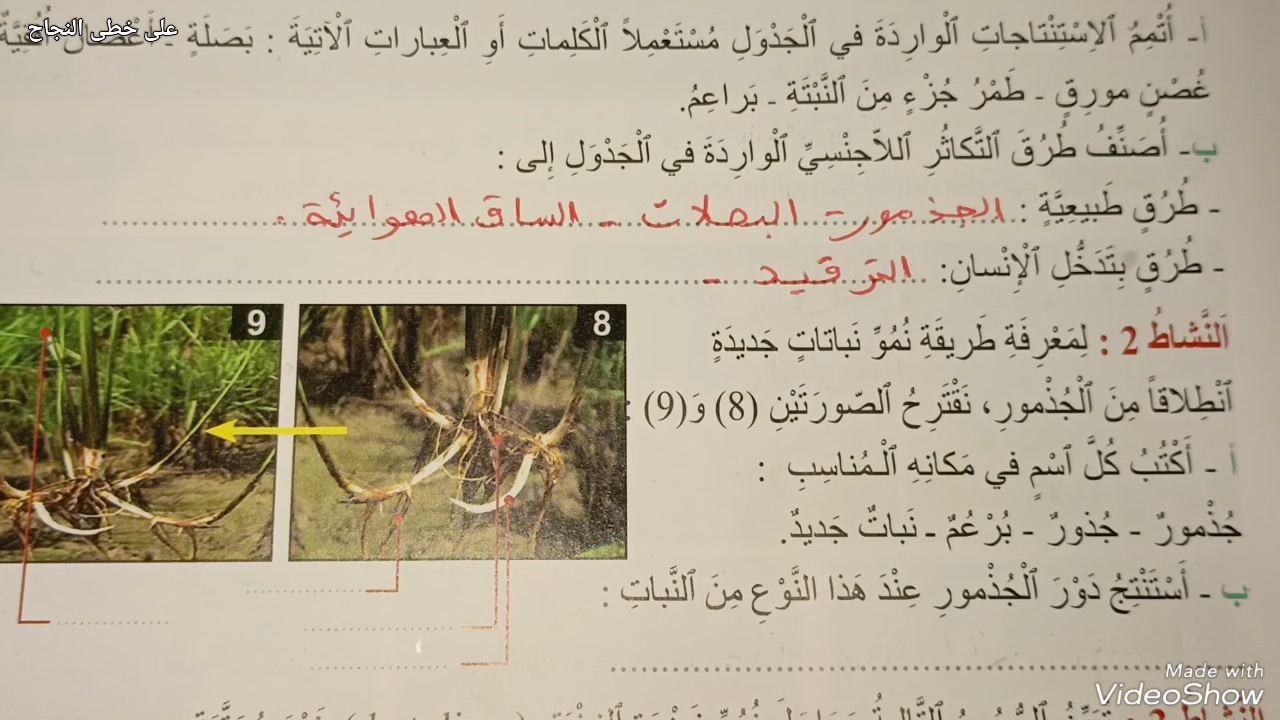 على خطى النجاح
أ- أُتْمِمُ ٱلِاسْتِنْتاجاتِ ٱلْوارِدَةَ في ٱلْجَدْوَلِ مُسْتَعْمِلاً ٱلْكَلِماتِ أَوِ ٱلْعِباراتِ ٱلْآتِيَةَ : بَصَلَةٍ - أَغْصانٌ أُفُقِيَّةٌ
غُصْنٍ مورِقٍ - طَمْرُ جُزْءٍ مِنَ ٱلنَّبْتَةِ - بَراعِمُ.
ب- أُصَنِّفُ طُرُقَ ٱلتَّكاثُرِ ٱللاَّجِنْسِيِّ ٱلْوارِدَةَ في ٱلْجَدْوَلِ إِلى :
- طُرُقٍ طَبيعِيَّةٍ : الجذمور - البصلات - الساق الهوائية .
- طُرُقٍ بِتَدَخُّلِ ٱلْإِنْسانِ: الترقيد -
اَلنَّشاطُ 2 : لِمَعْرِفَةِ طَريقَةِ نُمُوِّ نَباتاتٍ جَديدَةٍ
ٱنْطِلاقاً مِنَ ٱلْجُذْمورِ، نَقْتَرِحُ ٱلصّورَتَيْنِ (8) وَ(9) :
أ - أَكْتُبُ كُلَّ ٱسْمٍ في مَكانِهِ ٱلْمُناسِبِ :
جُذْمورٌ - جُذورٌ - بُرْعُمٌ - نَباتٌ جَديدٌ.
ب - أَسْتَنْتِجُ دَوْرَ ٱلْجُذْمورِ عِنْدَ هَذا النَّوْعِ مِنَ ٱلنَّباتِ :
8
9
Made with
VideoShow